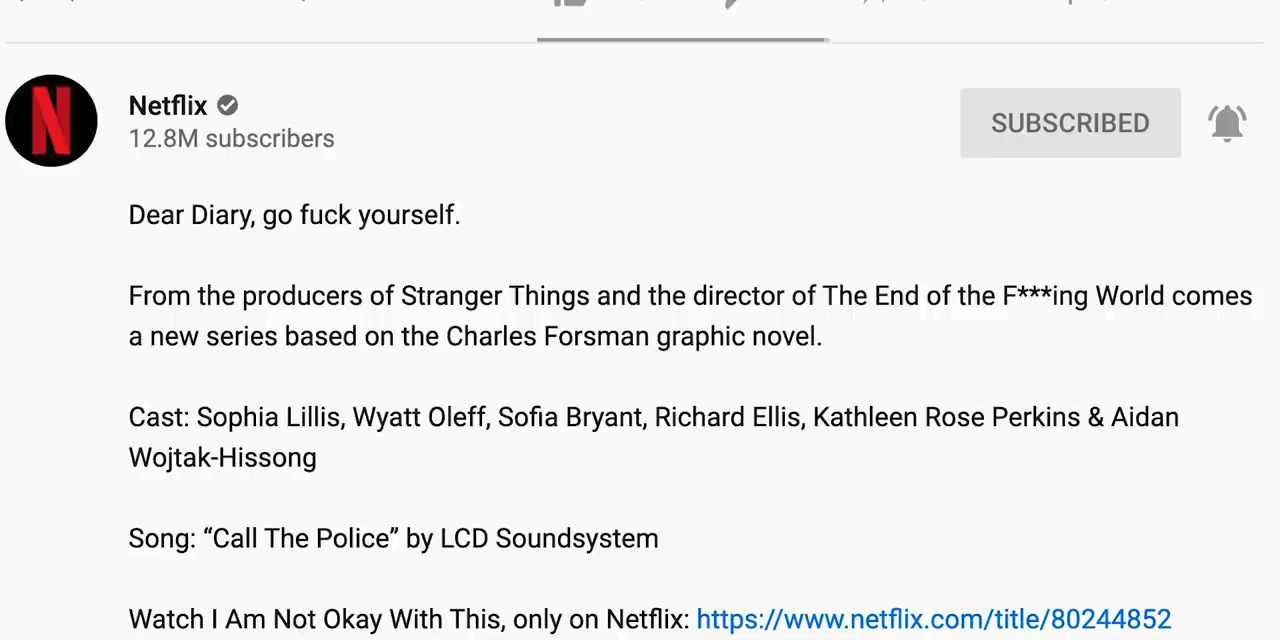 Netflix
SUBSCRIBED
12.8M subscribers
Dear Diary, go fuck yourself.
From the producers of Stranger Things and the director of The End of the F***ing World comes
a new series based on the Charles Forsman graphic novel.
Cast: Sophia Lillis, Wyatt Oleff, Sofia Bryant, Richard Ellis, Kathleen Rose Perkins & Aidan
Wojtak-Hissong
Song: “Call The Police” by LCD Soundsystem
Watch I Am Not Okay With This, only on Netflix: https://www.netflix.com/title/80244852